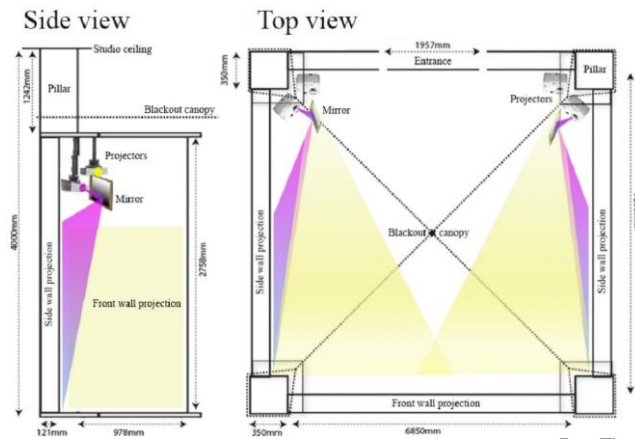 Side view
Top view
Studio ceiling
1957mm
Entrance
350mm
1242mm
Pillar
Pillar
Blackout canopy
Projectors
Projectors
Mirror
Mirror
4000mm
2758mm
Side wall projection
Front wall projection
Side wall projection
Blackout canopy
Side wall projection
Front wall projection
121mm
978mm
350mm
6850mm